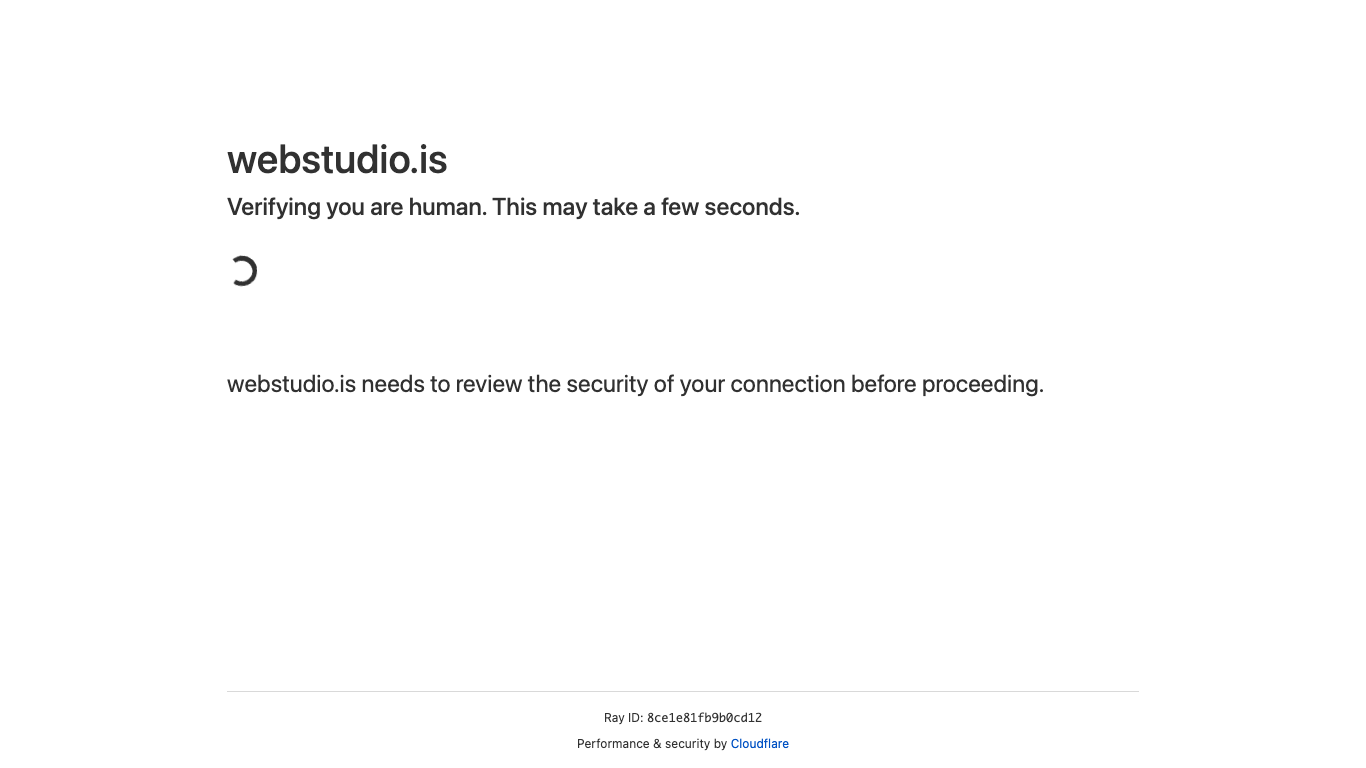 webstudio.is
Verifying you are human. This may take a few seconds.
webstudio.is needs to review the security of your connection before proceeding.
Ray ID: 8ce1e81fb9b0cd12
Performance & security by Cloudflare